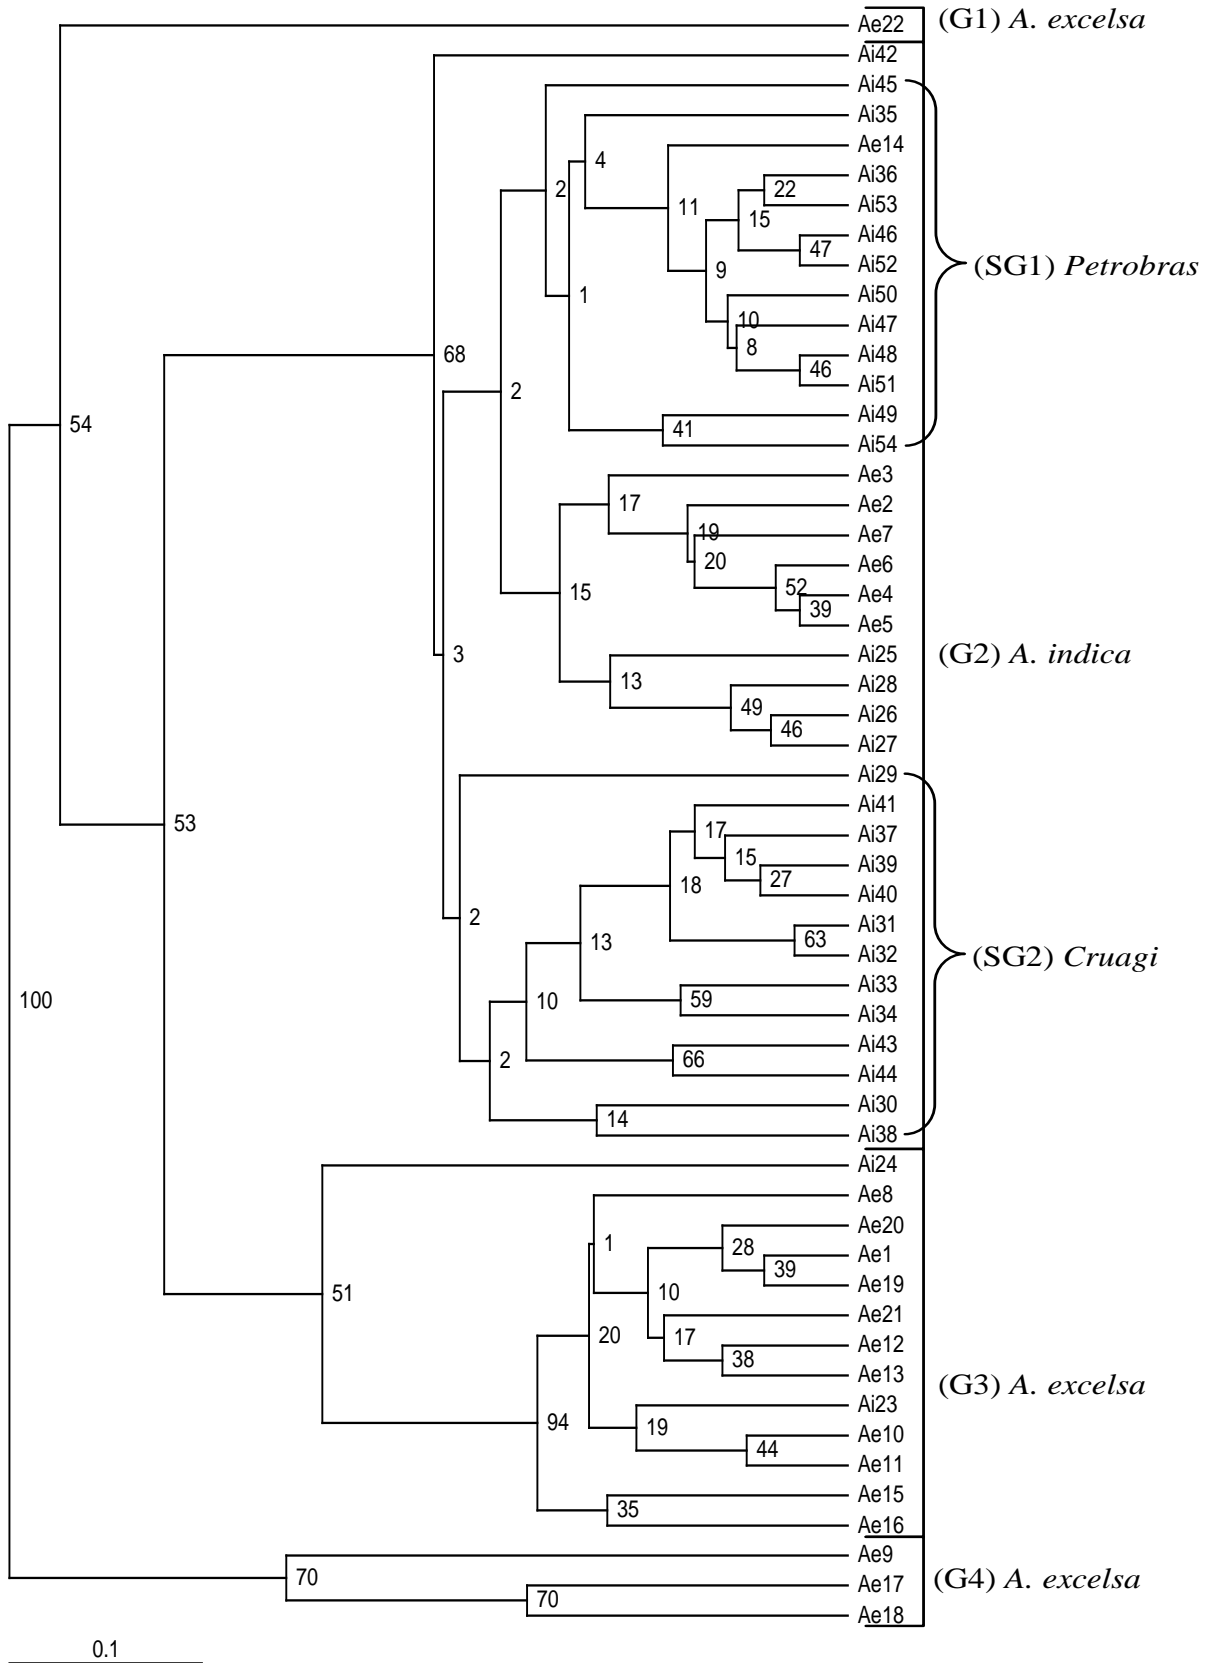 Ae22
(G1) A. excelsa
Ai42
Ai45
Ai35
4
Ae14
Ai36
22
2
11
Ai53
15
Ai46
47
Ai52
(SG1) Petrobras
9
Ai50
1
10
Ai47
8
Ai48
68
46
Ai51
2
Ai49
54
41
Ai54
Ae3
17
Ae2
19
Ae7
20
Ae6
52
Ae4
15
39
Ae5
3
Ai25
(G2) A. indica
13
Ai28
49
Ai26
46
Ai27
Ai29
Ai41
53
17
Ai37
15
Ai39
27
18
Ai40
2
Ai31
13
63
Ai32
(SG2) Cruagi
Ai33
100
10
59
Ai34
Ai43
2
66
Ai44
Ai30
14
Ai38
Ai24
Ae8
Ae20
1
28
Ae1
39
Ae19
51
10
Ae21
20
17
Ae12
38
Ae13
(G3) A. excelsa
Ai23
94
19
Ae10
44
Ae11
Ae15
35
Ae16
Ae9
70
(G4) A. excelsa
Ae17
70
Ae18
0.1